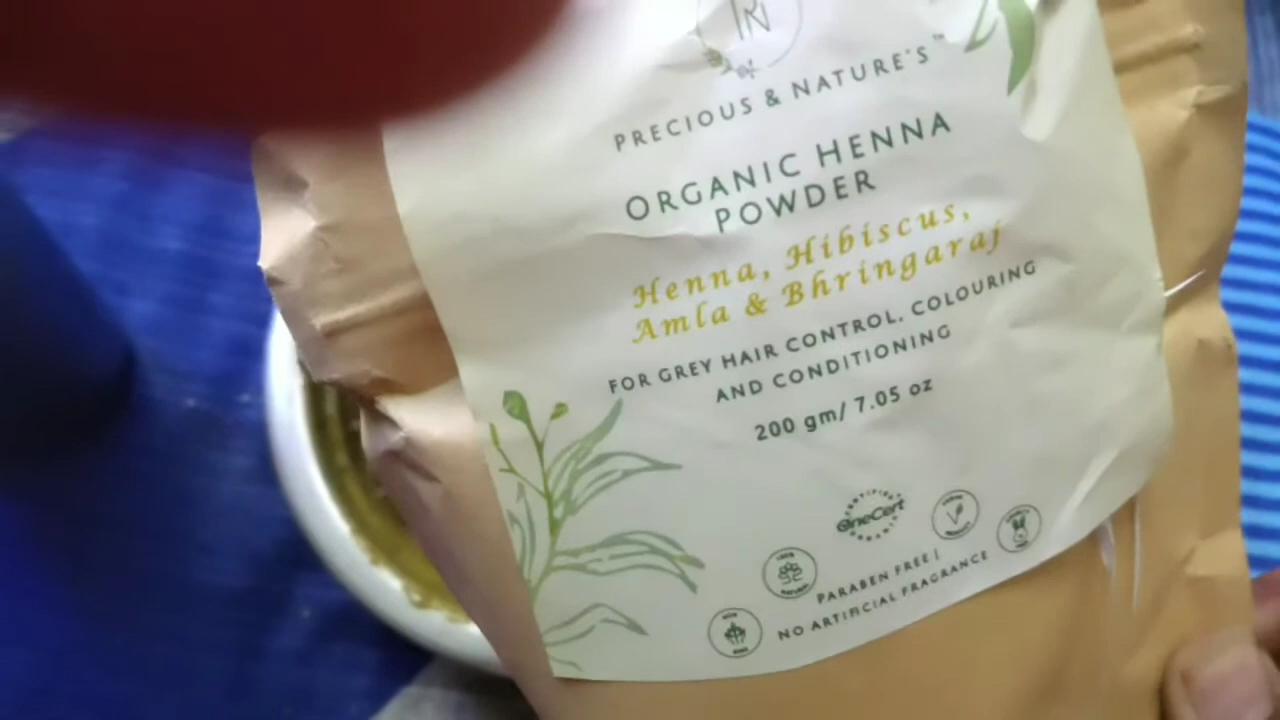 PRECIOUS & NATURE'S™
ORGANIC HENNA
POWDER
Henna, Hibiscus,
Amla & Bhringaraj
FOR GREY HAIR CONTROL, COLOURING
AND CONDITIONING
200 gm/ 7.05 oz
OneCert
PARABEN FREE |
NO ARTIFICIAL FRAGRANCE